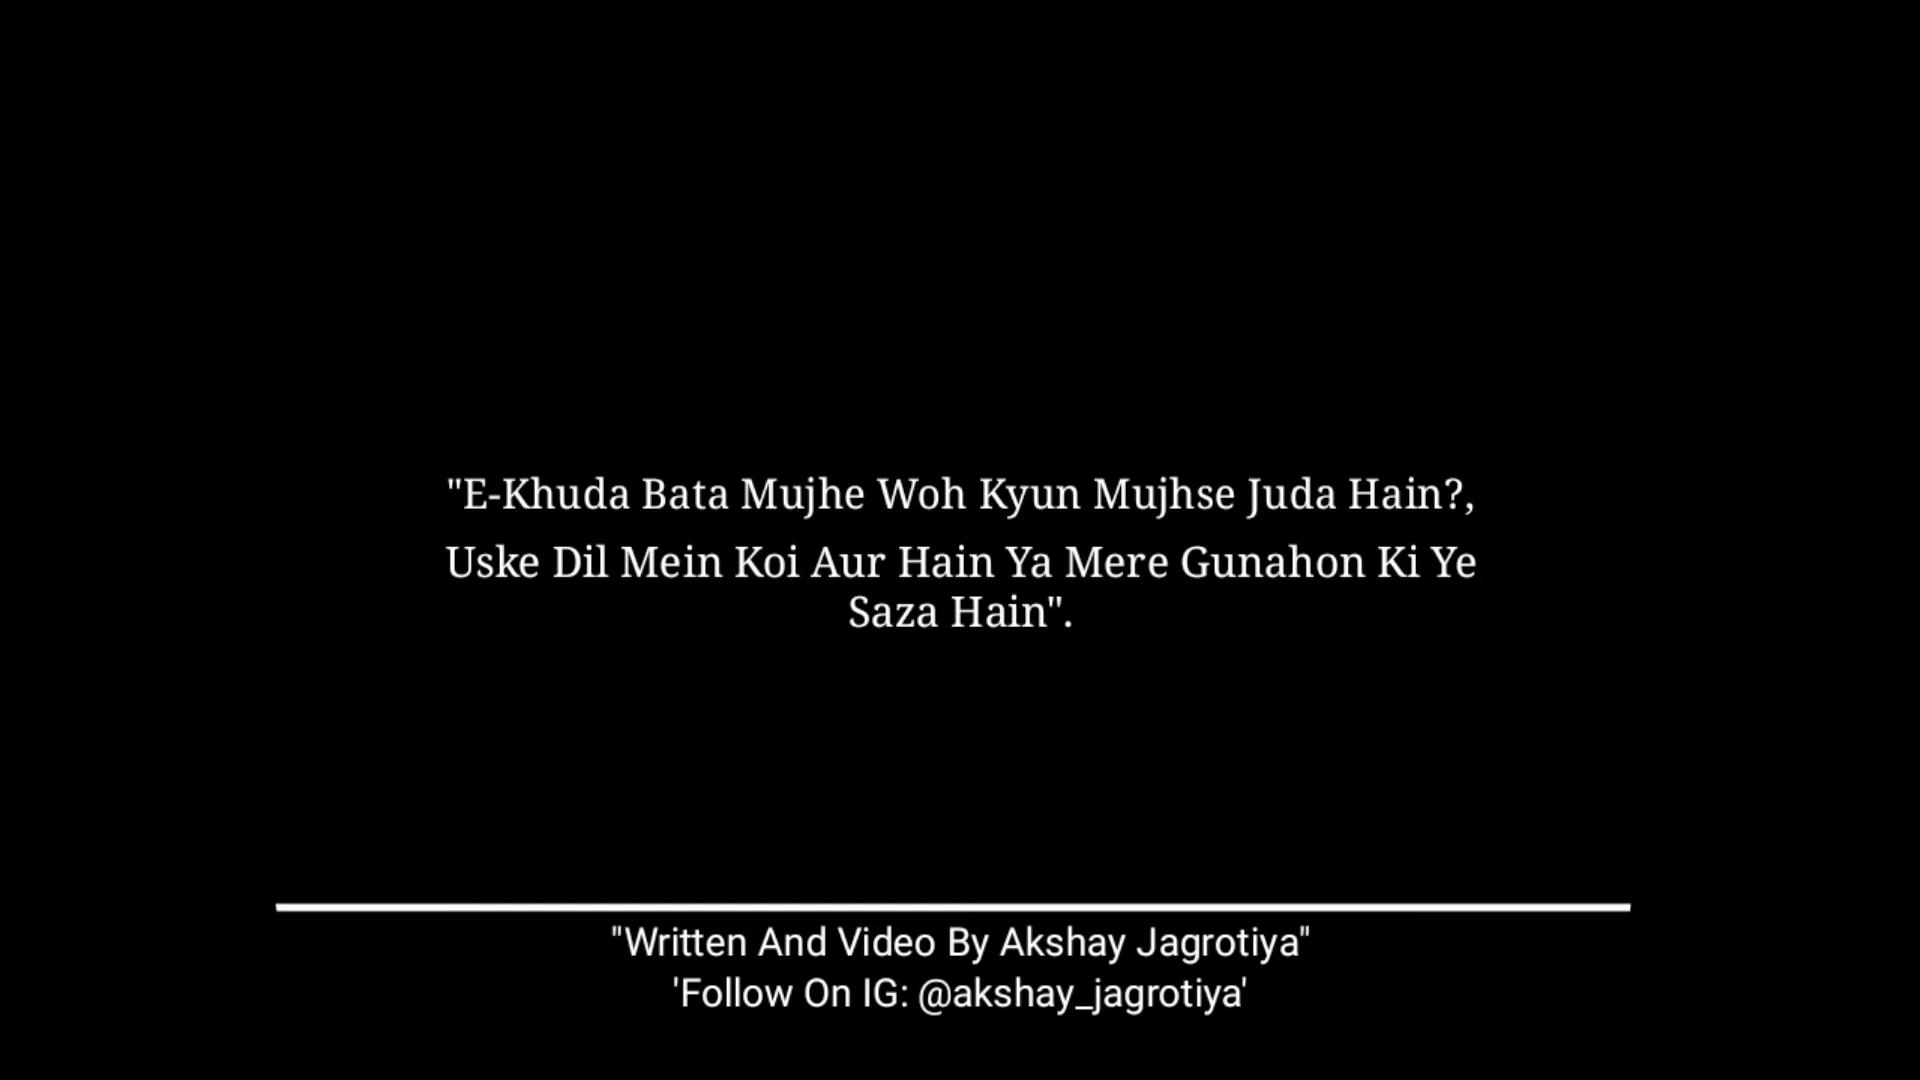 "E-Khuda Bata Mujhe Woh Kyun Mujhse Juda Hain?,
Uske Dil Mein Koi Aur Hain Ya Mere Gunahon Ki Ye
Saza Hain".
"Written And Video By Akshay Jagrotiya"
'Follow On IG: @akshay_jagrotiya'